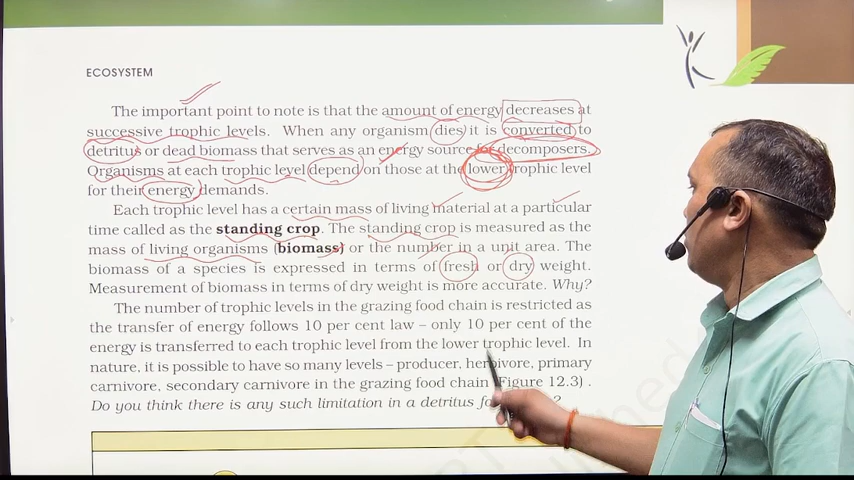 ECOSYSTEM
The important point to note is that the amount of energy decreases at
successive trophic levels. When any organism dies it is converted to
detritus or dead biomass that serves as an energy source for decomposers.
Organisms at each trophic level depend on those at the lower trophic level
for their energy demands.
Each trophic level has a certain mass of living material at a particular
time called as the standing crop. The standing crop is measured as the
mass of living organisms (biomass) or the number in a unit area. The
biomass of a species is expressed in terms of fresh or dry weight.
Measurement of biomass in terms of dry weight is more accurate. Why?
The number of trophic levels in the grazing food chain is restricted as
the transfer of energy follows 10 per cent law – only 10 per cent of the
energy is transferred to each trophic level from the lower trophic level. In
nature, it is possible to have so many levels – producer, herbivore, primary
carnivore, secondary carnivore in the grazing food chain (Figure 12.3) .
Do you think there is any such limitation in a detritus ?